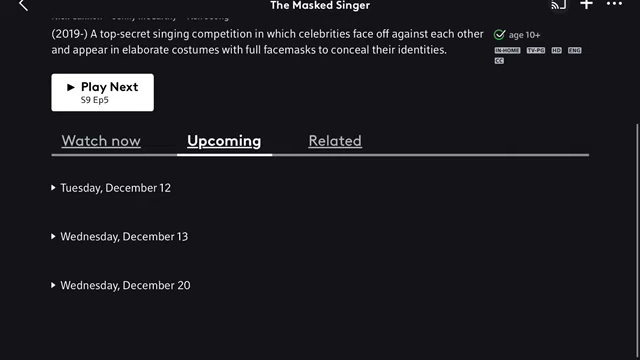 The Masked Singer
(2019-) A top-secret singing competition in which celebrities face off against each other
and appear in elaborate costumes with full facemasks to conceal their identities.
age 10+
IN-HOME TV-PG HD ENG
CC
Play Next
S9 Ep5
Watch now Upcoming Related
Tuesday, December 12
Wednesday, December 13
Wednesday, December 20